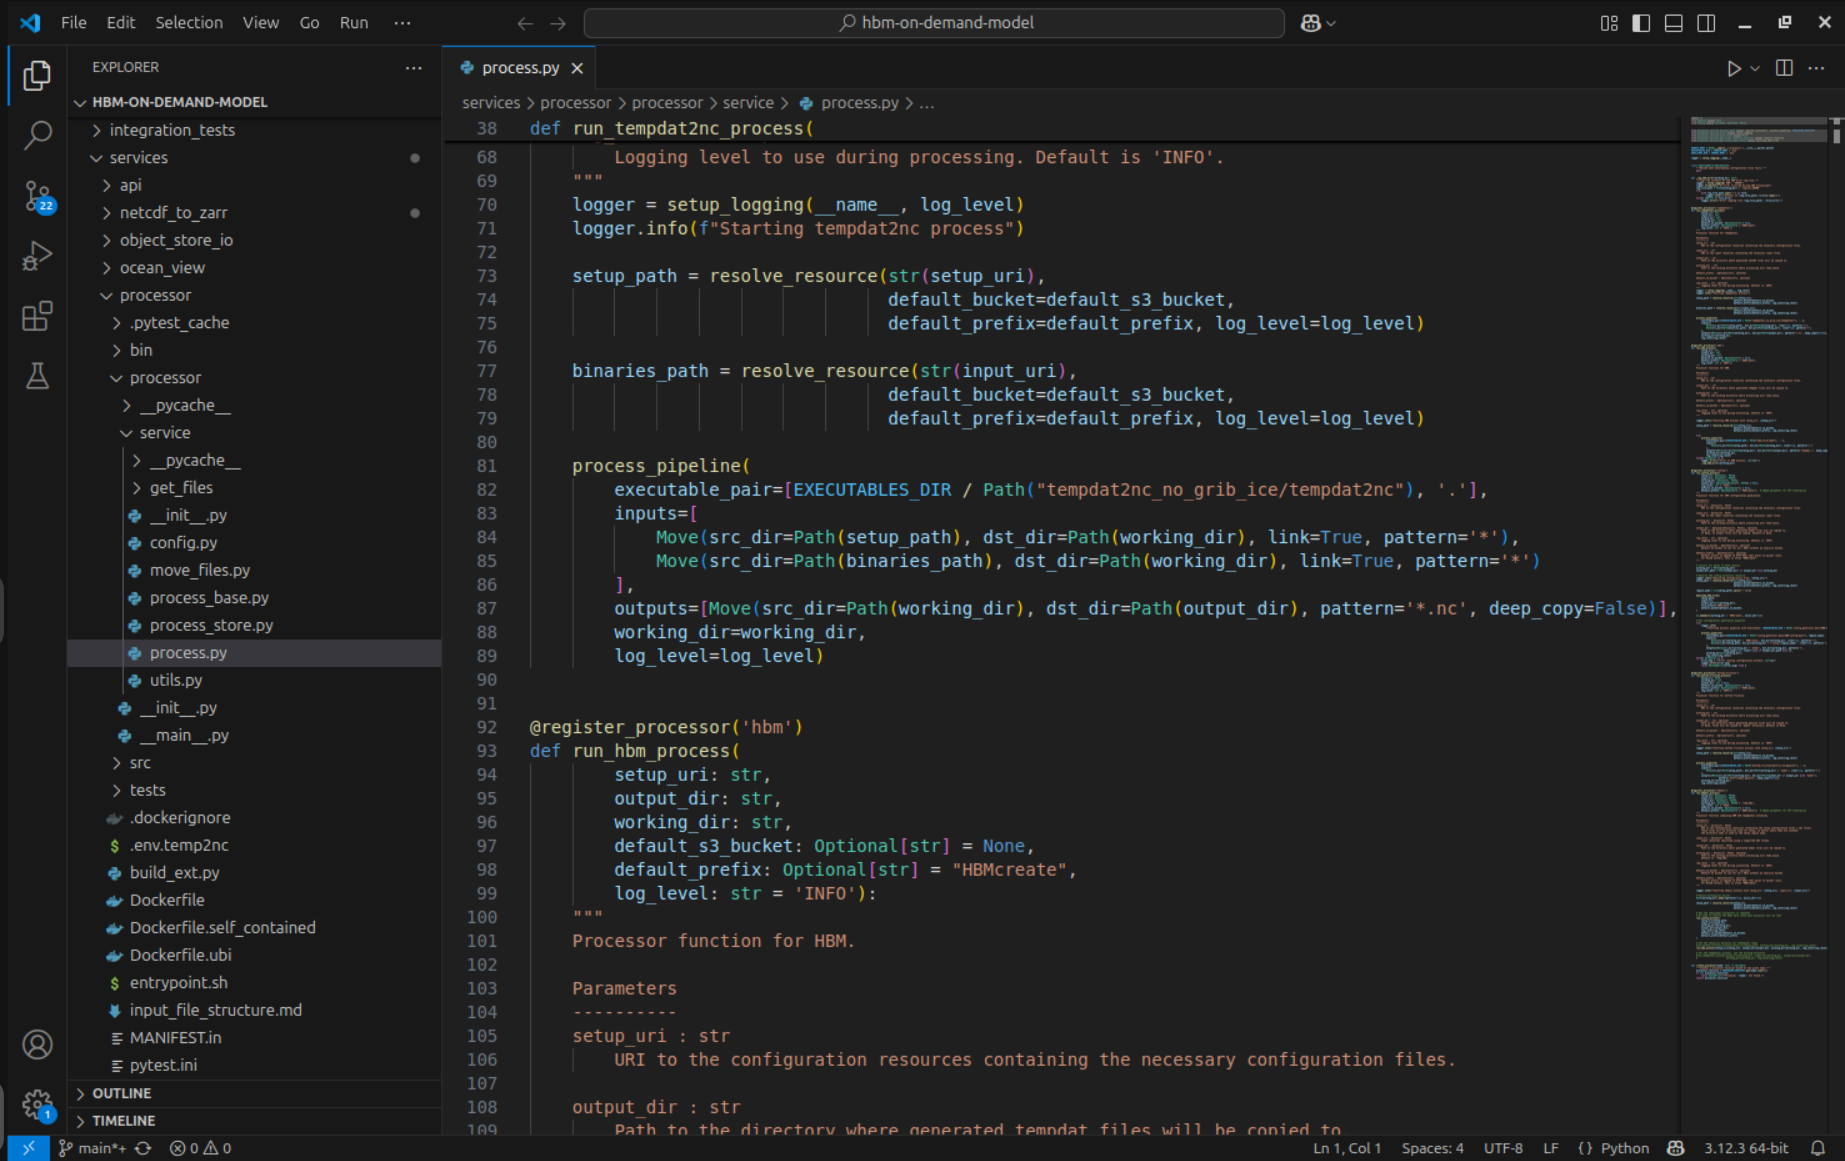 File Edit Selection View Go Run ···
hbm-on-demand-model
EXPLORER
HBM-ON-DEMAND-MODEL
integration_tests
services
api
netcdf_to_zarr
object_store_io
ocean_view
processor
.pytest_cache
bin
processor
__pycache__
service
__pycache__
get_files
__init__.py
config.py
move_files.py
process_base.py
process_store.py
process.py
utils.py
__init__.py
__main__.py
src
tests
.dockerignore
.env.temp2nc
build_ext.py
Dockerfile
Dockerfile.self_contained
Dockerfile.ubi
entrypoint.sh
input_file_structure.md
MANIFEST.in
pytest.ini
OUTLINE
TIMELINE
22
1
process.py
services > processor > processor > service > process.py > ...
38 def run_tempdat2nc_process(
68 Logging level to use during processing. Default is 'INFO'.
69 """
70 logger = setup_logging(__name__, log_level)
71 logger.info(f"Starting tempdat2nc process")
72
73 setup_path = resolve_resource(str(setup_uri),
74 default_bucket=default_s3_bucket,
75 default_prefix=default_prefix, log_level=log_level)
76
77 binaries_path = resolve_resource(str(input_uri),
78 default_bucket=default_s3_bucket,
79 default_prefix=default_prefix, log_level=log_level)
80
81 process_pipeline(
82 executable_pair=[EXECUTABLES_DIR / Path("tempdat2nc_no_grib_ice/tempdat2nc"), '.'],
83 inputs=[
84 Move(src_dir=Path(setup_path), dst_dir=Path(working_dir), link=True, pattern='*'),
85 Move(src_dir=Path(binaries_path), dst_dir=Path(working_dir), link=True, pattern='*')
86 ],
87 outputs=[Move(src_dir=Path(working_dir), dst_dir=Path(output_dir), pattern='*.nc', deep_copy=False)],
88 working_dir=working_dir,
89 log_level=log_level)
90
91
92 @register_processor('hbm')
93 def run_hbm_process(
94 setup_uri: str,
95 output_dir: str,
96 working_dir: str,
97 default_s3_bucket: Optional[str] = None,
98 default_prefix: Optional[str] = "HBMcreate",
99 log_level: str = 'INFO'):
100 """
101 Processor function for HBM.
102
103 Parameters
104 ----------
105 setup_uri : str
106 URI to the configuration resources containing the necessary configuration files.
107
108 output_dir : str
109 Path to the directory where generated tempdat files will be copied to.
main*+ 0 0
Ln 1, Col 1 Spaces: 4 UTF-8 LF {} Python 3.12.3 64-bit